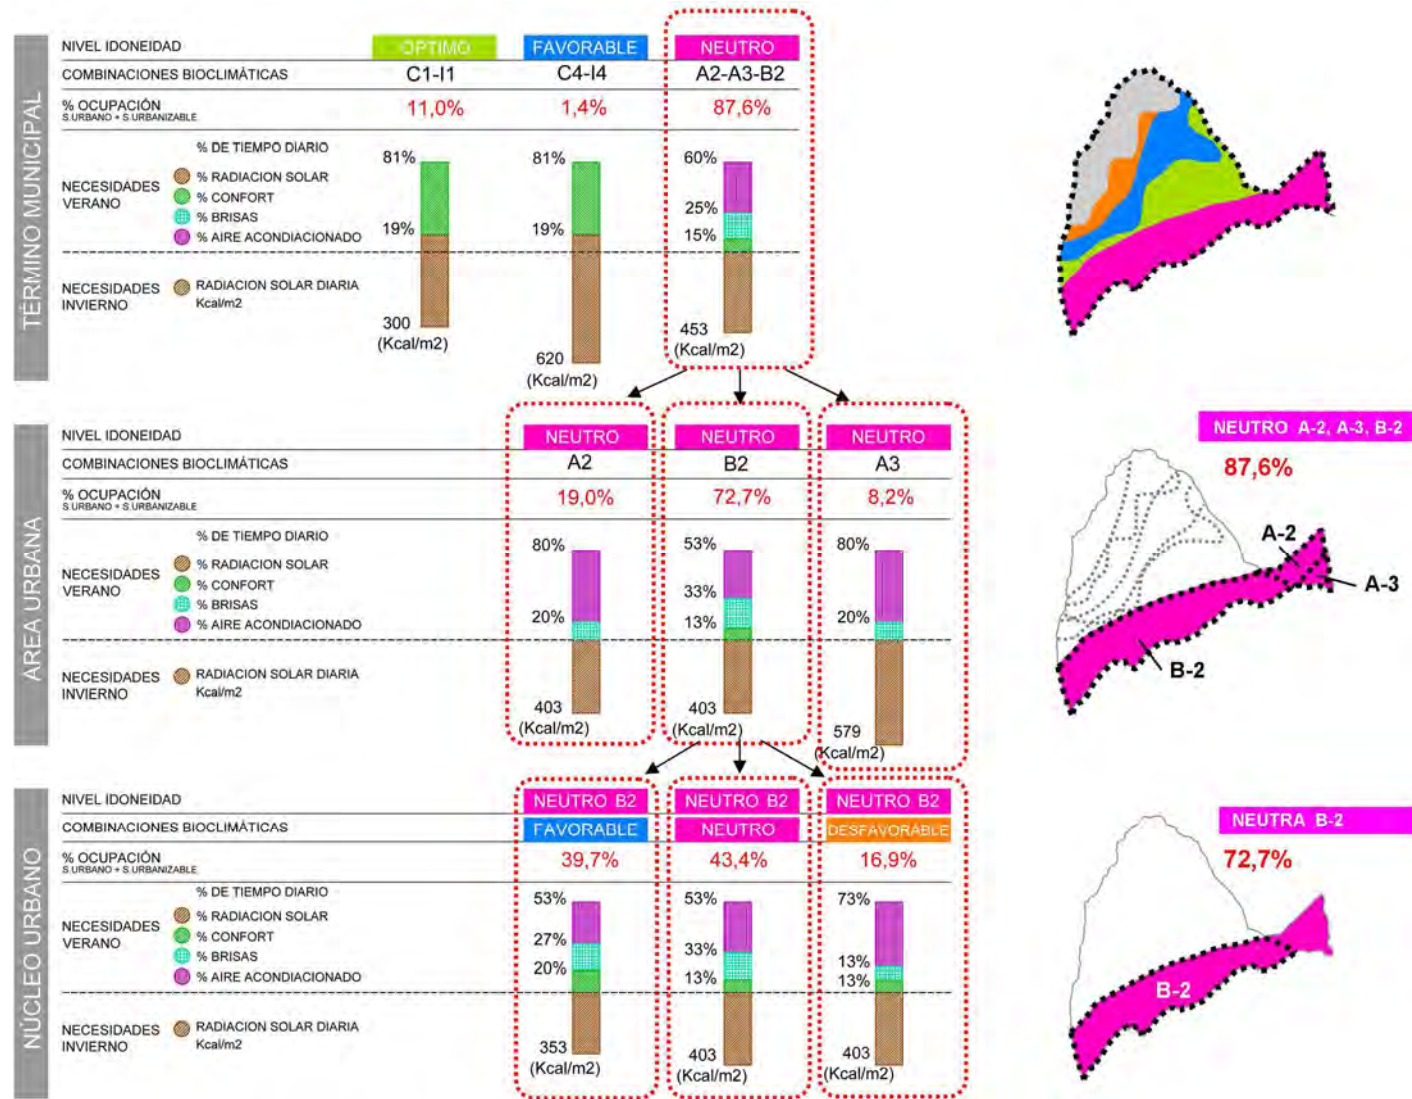 TÉRMINO MUNICIPAL
NIVEL IDONEIDAD OPTIMO FAVORABLE NEUTRO
COMBINACIONES BIOCLIMÁTICAS C1-I1 C4-I4 A2-A3-B2
% OCUPACIÓN 11,0% 1,4% 87,6%
S.URBANO + S.URBANIZABLE
% DE TIEMPO DIARIO
81% 81% 60%
% RADIACION SOLAR
NECESIDADES
VERANO
% CONFORT
% BRISAS
25%
% AIRE ACONDIACIONADO
19% 19% 15%
NECESIDADES
INVIERNO
RADIACION SOLAR DIARIA
Kcal/m2
300
(Kcal/m2)
620
(Kcal/m2)
453
(Kcal/m2)
AREA URBANA
NIVEL IDONEIDAD NEUTRO NEUTRO NEUTRO
COMBINACIONES BIOCLIMÁTICAS A2 B2 A3
% OCUPACIÓN 19,0% 72,7% 8,2%
S.URBANO + S.URBANIZABLE
% DE TIEMPO DIARIO
80% 53% 80%
% RADIACION SOLAR
NECESIDADES
VERANO
% CONFORT
% BRISAS
33%
% AIRE ACONDIACIONADO
20% 13% 20%
NECESIDADES
INVIERNO
RADIACION SOLAR DIARIA
Kcal/m2
403
(Kcal/m2)
403
(Kcal/m2)
579
(Kcal/m2)
NEUTRO A-2, A-3, B-2
87,6%
A-2
A-3
B-2
NÚCLEO URBANO
NIVEL IDONEIDAD NEUTRO B2 NEUTRO B2 NEUTRO B2
COMBINACIONES BIOCLIMÁTICAS FAVORABLE NEUTRO DESFAVORABLE
% OCUPACIÓN 39,7% 43,4% 16,9%
S.URBANO + S.URBANIZABLE
% DE TIEMPO DIARIO
53% 53% 73%
% RADIACION SOLAR
NECESIDADES
VERANO
% CONFORT
% BRISAS
27% 33% 13%
% AIRE ACONDIACIONADO
20% 13% 13%
NECESIDADES
INVIERNO
RADIACION SOLAR DIARIA
Kcal/m2
353
(Kcal/m2)
403
(Kcal/m2)
403
(Kcal/m2)
NEUTRA B-2
72,7%
B-2